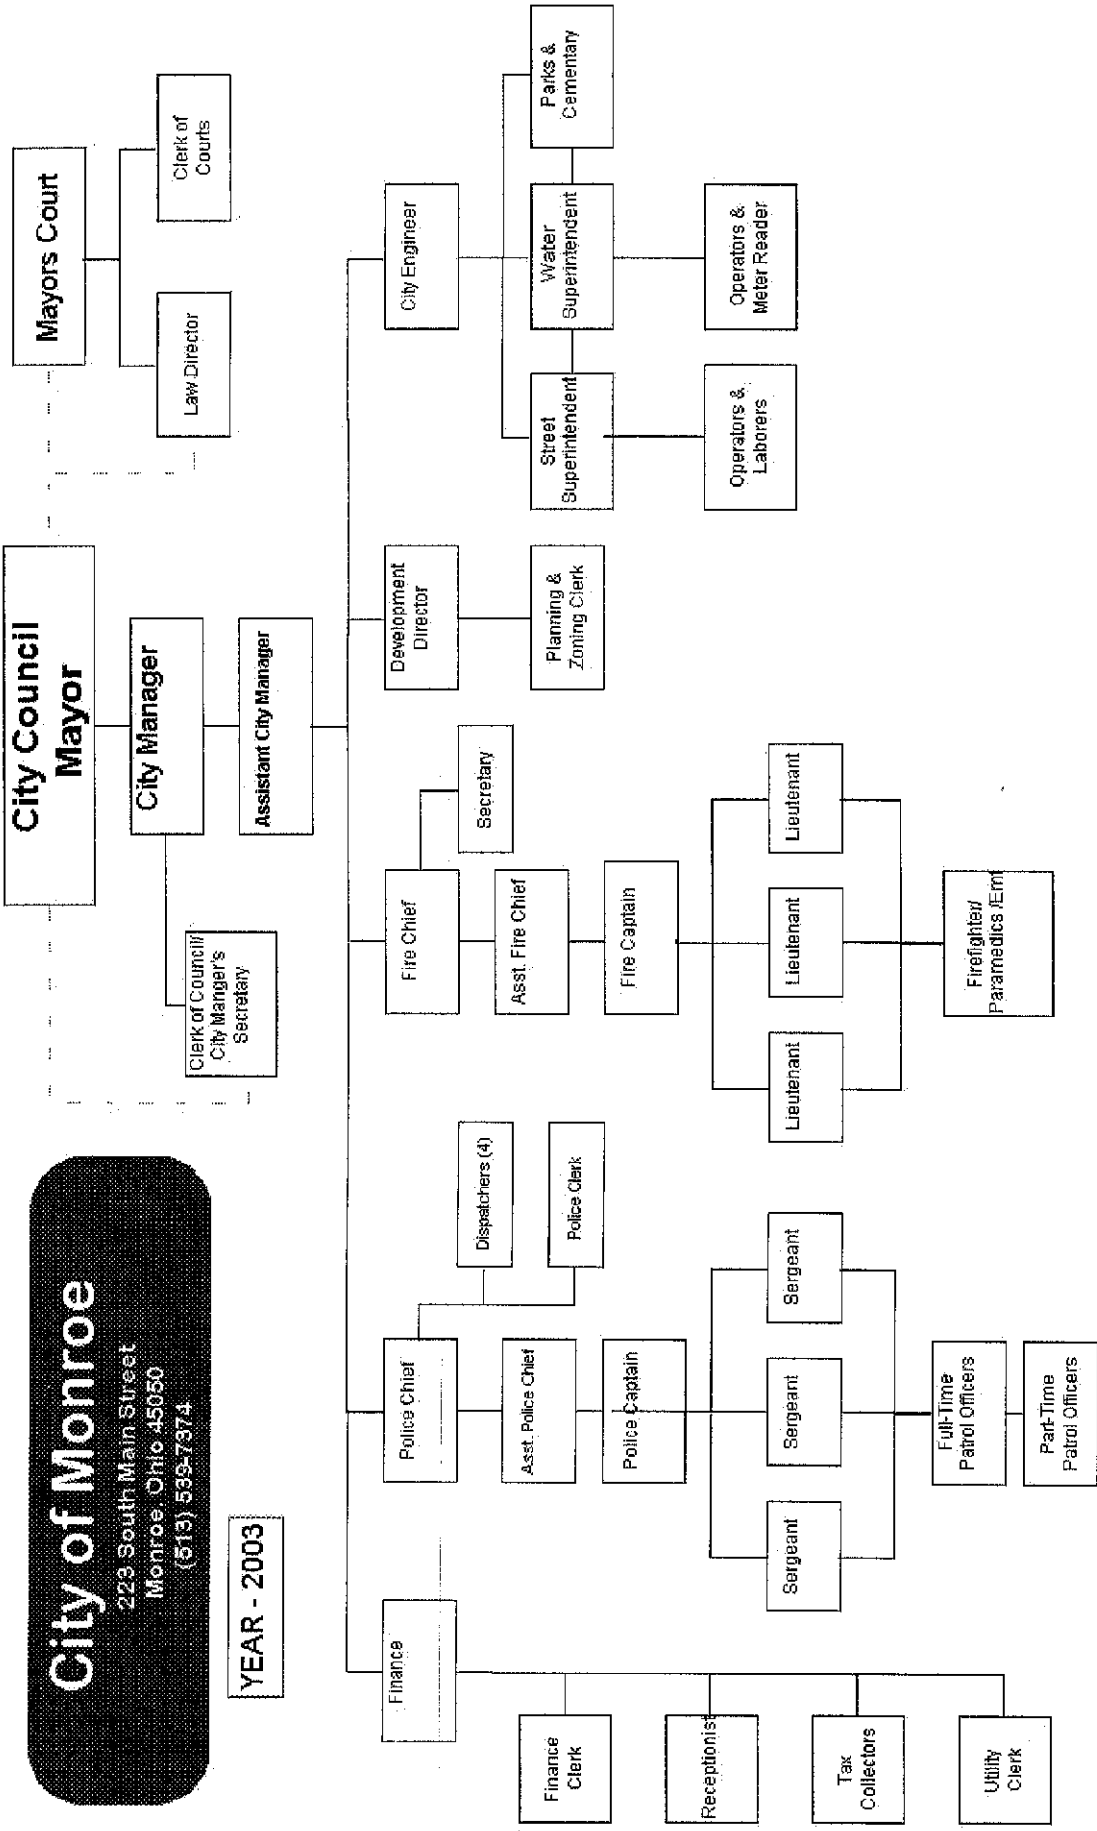 City of Monroe
223 South Main Street
Monroe, Ohio 45050
(513) 539-7374
YEAR - 2003
City Council
Mayor
Mayors Court
City Manager
Law Director
Clerk of
Courts
Clerk of Council/
City Manger's
Secretary
Assistant City Manager
Finance
Police Chief
Fire Chief
Development
Director
City Engineer
Dispatchers (4)
Secretary
Finance
Clerk
Asst. Police Chief
Police Clerk
Asst. Fire Chief
Planning &
Zoning Clerk
Street
Superintendent
Water
Superintendent
Parks &
Cementary
Receptionist
Police Captain
Fire Captain
Operators &
Laborers
Operators &
Meter Reader
Tax
Collectors
Sergeant
Sergeant
Sergeant
Lieutenant
Lieutenant
Lieutenant
Utility
Clerk
Full-Time
Patrol Officers
Firefighter/
Paramedics /Emt
Part-Time
Patrol Officers